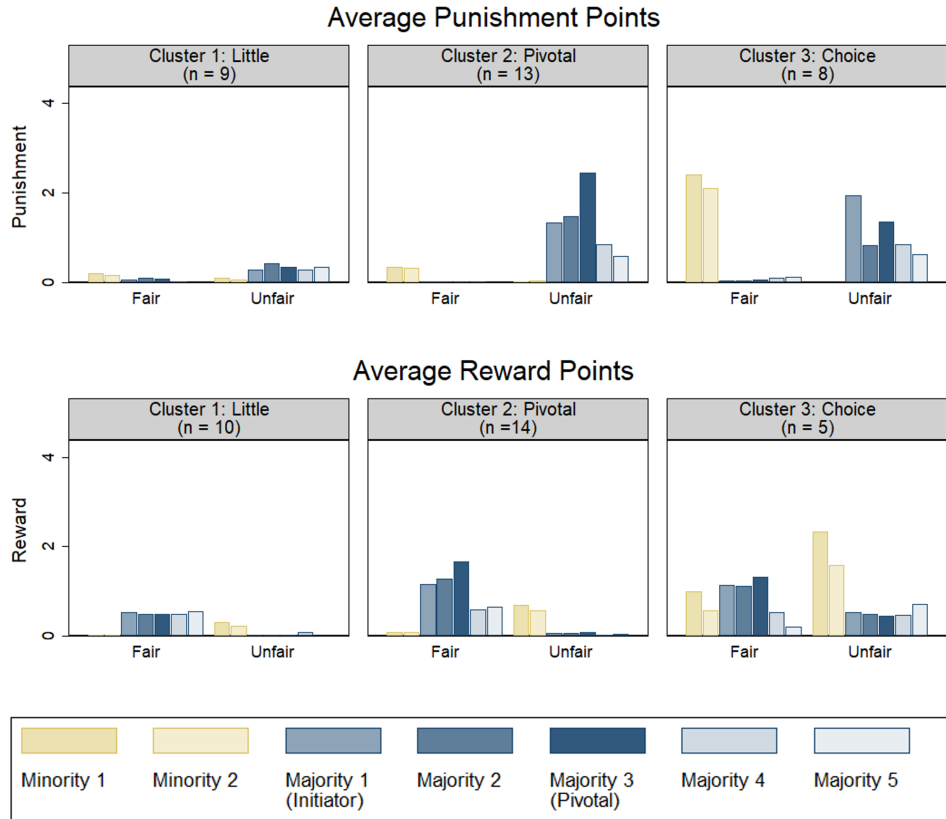 Average Punishment Points
Cluster 1: Little
(n = 9)
Cluster 2: Pivotal
(n = 13)
Cluster 3: Choice
(n = 8)
Punishment
4
2
0
Fair
Unfair
Fair
Unfair
Fair
Unfair
Average Reward Points
Cluster 1: Little
(n = 10)
Cluster 2: Pivotal
(n =14)
Cluster 3: Choice
(n = 5)
Reward
4
2
0
Fair
Unfair
Fair
Unfair
Fair
Unfair
Minority 1
Minority 2
Majority 1
(Initiator)
Majority 2
Majority 3
(Pivotal)
Majority 4
Majority 5